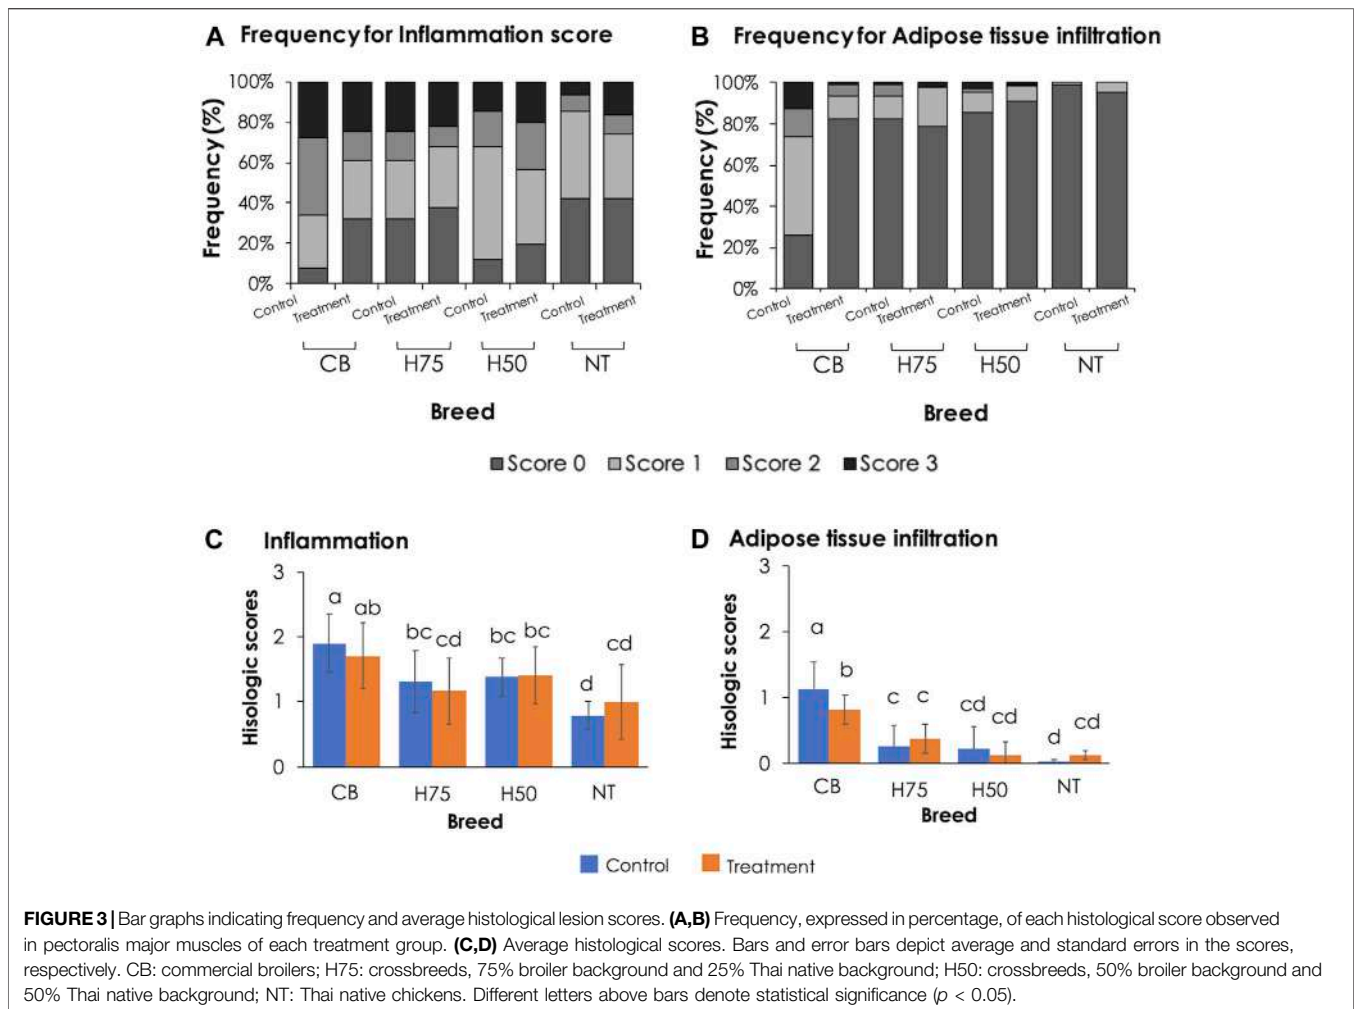 A Frequency for Inflammation score
100%
80%
60%
40%
20%
0%
Frequency (%)
Control Treatment Control Treatment Control Treatment Control Treatment
CB H75 H50 NT
Breed
B Frequency for Adipose tissue infiltration
100%
80%
60%
40%
20%
0%
Frequency (%)
Control Treatment Control Treatment Control Treatment Control Treatment
CB H75 H50 NT
Breed
Score 0 Score 1 Score 2 Score 3
C Inflammation
3
2
1
0
Hisologic scores
a ab bc cd bc bc d cd
CB H75 H50 NT
Breed
D Adipose tissue infiltration
3
2
1
0
Hisologic scores
a b c c cd cd d cd
CB H75 H50 NT
Breed
Control Treatment
FIGURE 3 | Bar graphs indicating frequency and average histological lesion scores. (A,B) Frequency, expressed in percentage, of each histological score observed
in pectoralis major muscles of each treatment group. (C,D) Average histological scores. Bars and error bars depict average and standard errors in the scores,
respectively. CB: commercial broilers; H75: crossbreeds, 75% broiler background and 25% Thai native background; H50: crossbreeds, 50% broiler background and
50% Thai native background; NT: Thai native chickens. Different letters above bars denote statistical significance (p < 0.05).